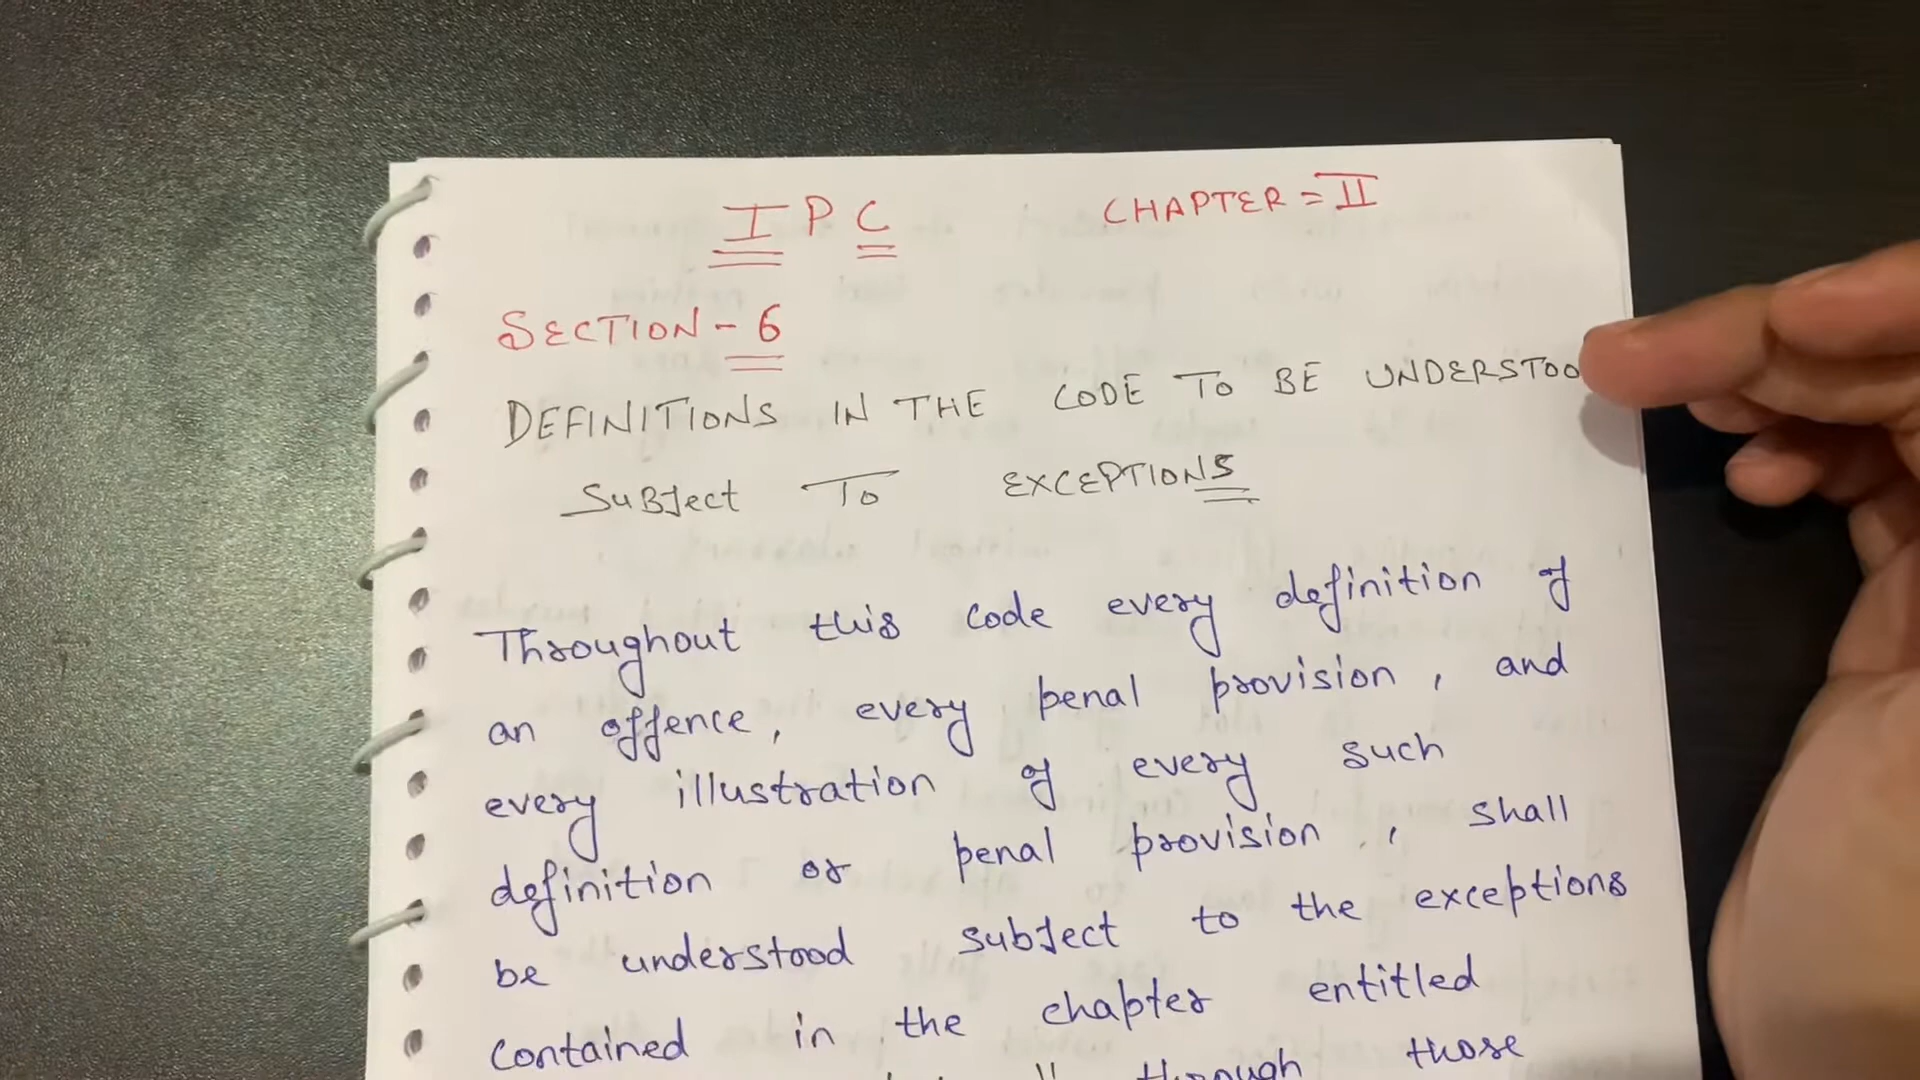 IPC CHAPTER = II
SECTION - 6
DEFINITIONS IN THE CODE TO BE UNDERSTOO
SUBJect To EXCEPTIONS
Throughout this code every definition of
an offence, every penal provision, and
every illustration of every such
definition or penal provision, shall
be understood subject to the exceptions
contained in the chapter entitled
through those